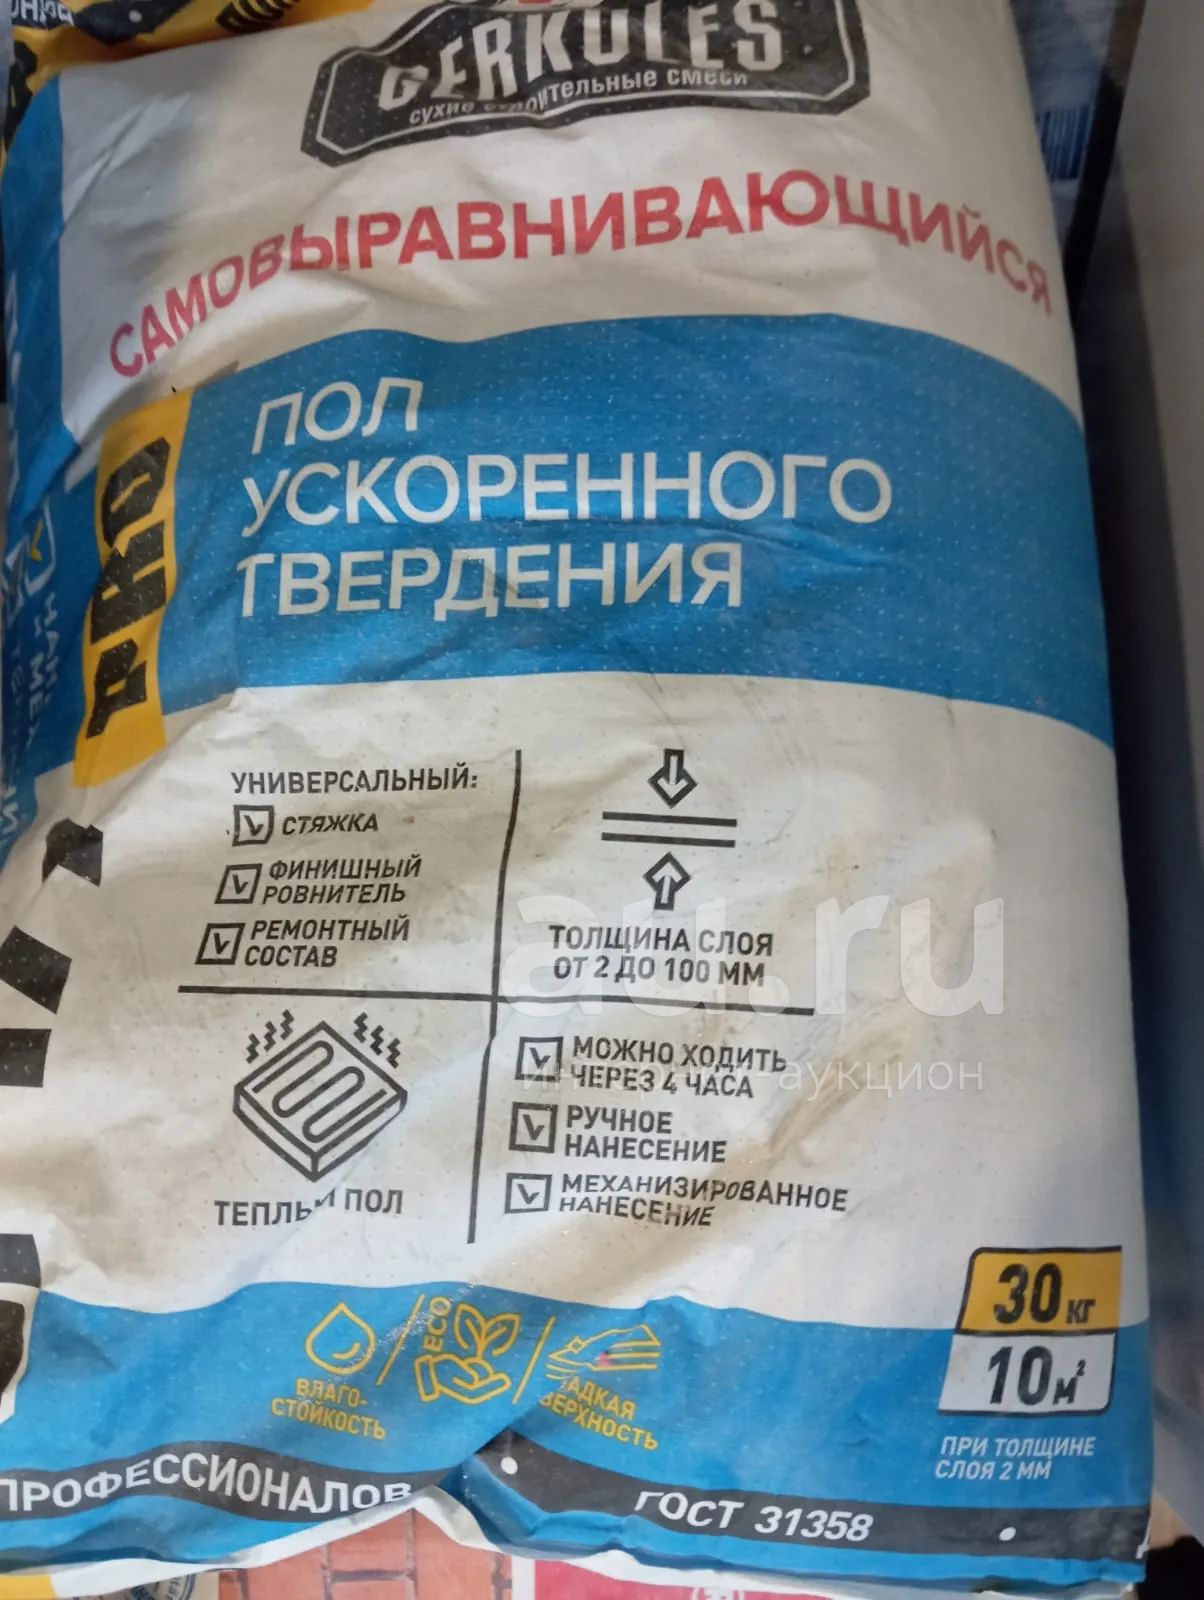 GERKULES
сухие строительные смеси
САМОВЫРАВНИВАЮЩИЙСЯ
ПОЛ
УСКОРЕННОГО
ТВЕРДЕНИЯ
PRO
УНИВЕРСАЛЬНЫЙ:
СТЯЖКА
ФИНИШНЫЙ
РОВНИТЕЛЬ
РЕМОНТНЫЙ
СОСТАВ
ТОЛЩИНА СЛОЯ
ОТ 2 ДО 100 ММ
ТЕПЛЫЙ ПОЛ
МОЖНО ХОДИТЬ
ЧЕРЕЗ 4 ЧАСА
РУЧНОЕ
НАНЕСЕНИЕ
МЕХАНИЗИРОВАННОЕ
НАНЕСЕНИЕ
au.ru
интернет-аукцион
30 КГ
10 М²
ПРИ ТОЛЩИНЕ
СЛОЯ 2 ММ
ВЛАГО-
СТОЙКОСТЬ
ECO
ГЛАДКАЯ
ПОВЕРХНОСТЬ
ПРОФЕССИОНАЛОВ
ГОСТ 31358